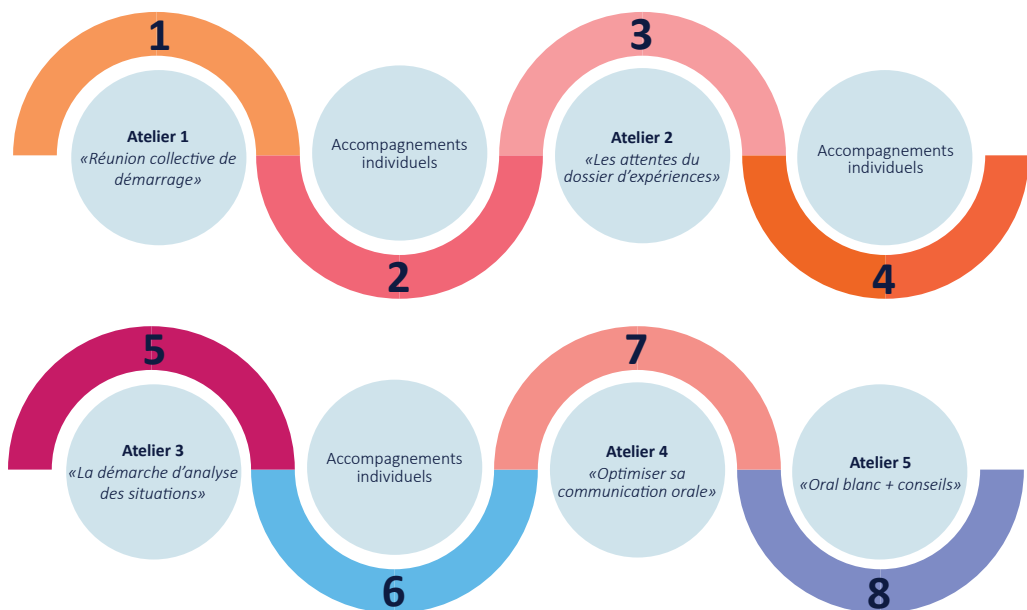 1
Atelier 1
«Réunion collective de
démarrage»
Accompagnements
individuels
2
3
Atelier 2
«Les attentes du
dossier d’expériences»
Accompagnements
individuels
4
5
Atelier 3
«La démarche d’analyse
des situations»
Accompagnements
individuels
6
7
Atelier 4
«Optimiser sa
communication orale»
Atelier 5
«Oral blanc + conseils»
8